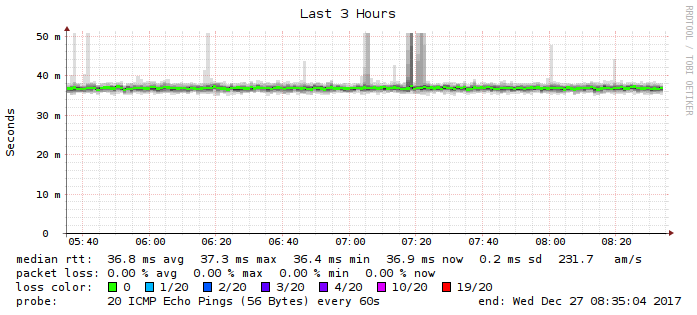 Last 3 Hours
RRDTOOL / TOBI OETIKER
Seconds
50 m
40 m
30 m
20 m
10 m
0
05:40 06:00 06:20 06:40 07:00 07:20 07:40 08:00 08:20
median rtt: 36.8 ms avg 37.3 ms max 36.4 ms min 36.9 ms now 0.2 ms sd 231.7 am/s
packet loss: 0.00 % avg 0.00 % max 0.00 % min 0.00 % now
loss color: 0 1/20 2/20 3/20 4/20 10/20 19/20
probe: 20 ICMP Echo Pings (56 Bytes) every 60s end: Wed Dec 27 08:35:04 2017